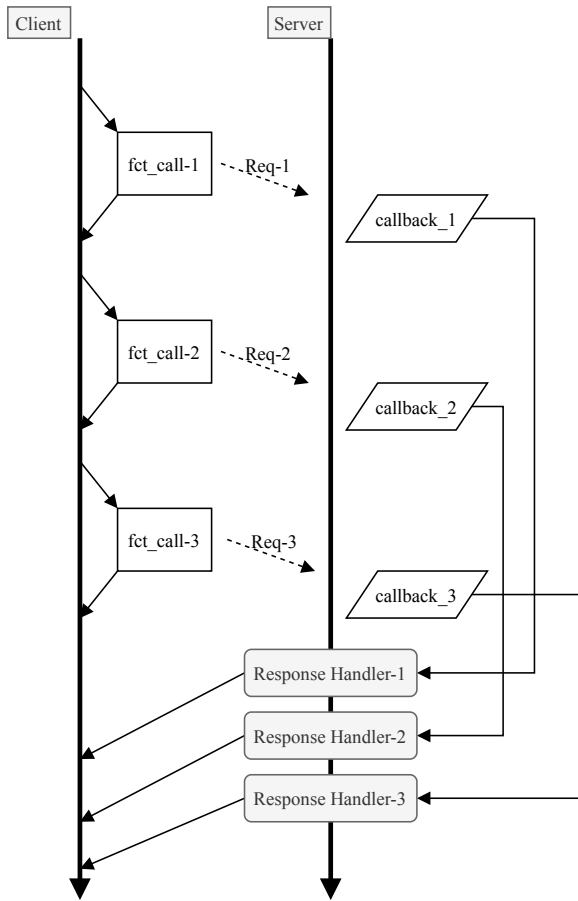 Client
Server
fct_call-1
Req-1
callback_1
fct_call-2
Req-2
callback_2
fct_call-3
Req-3
callback_3
Response Handler-1
Response Handler-2
Response Handler-3